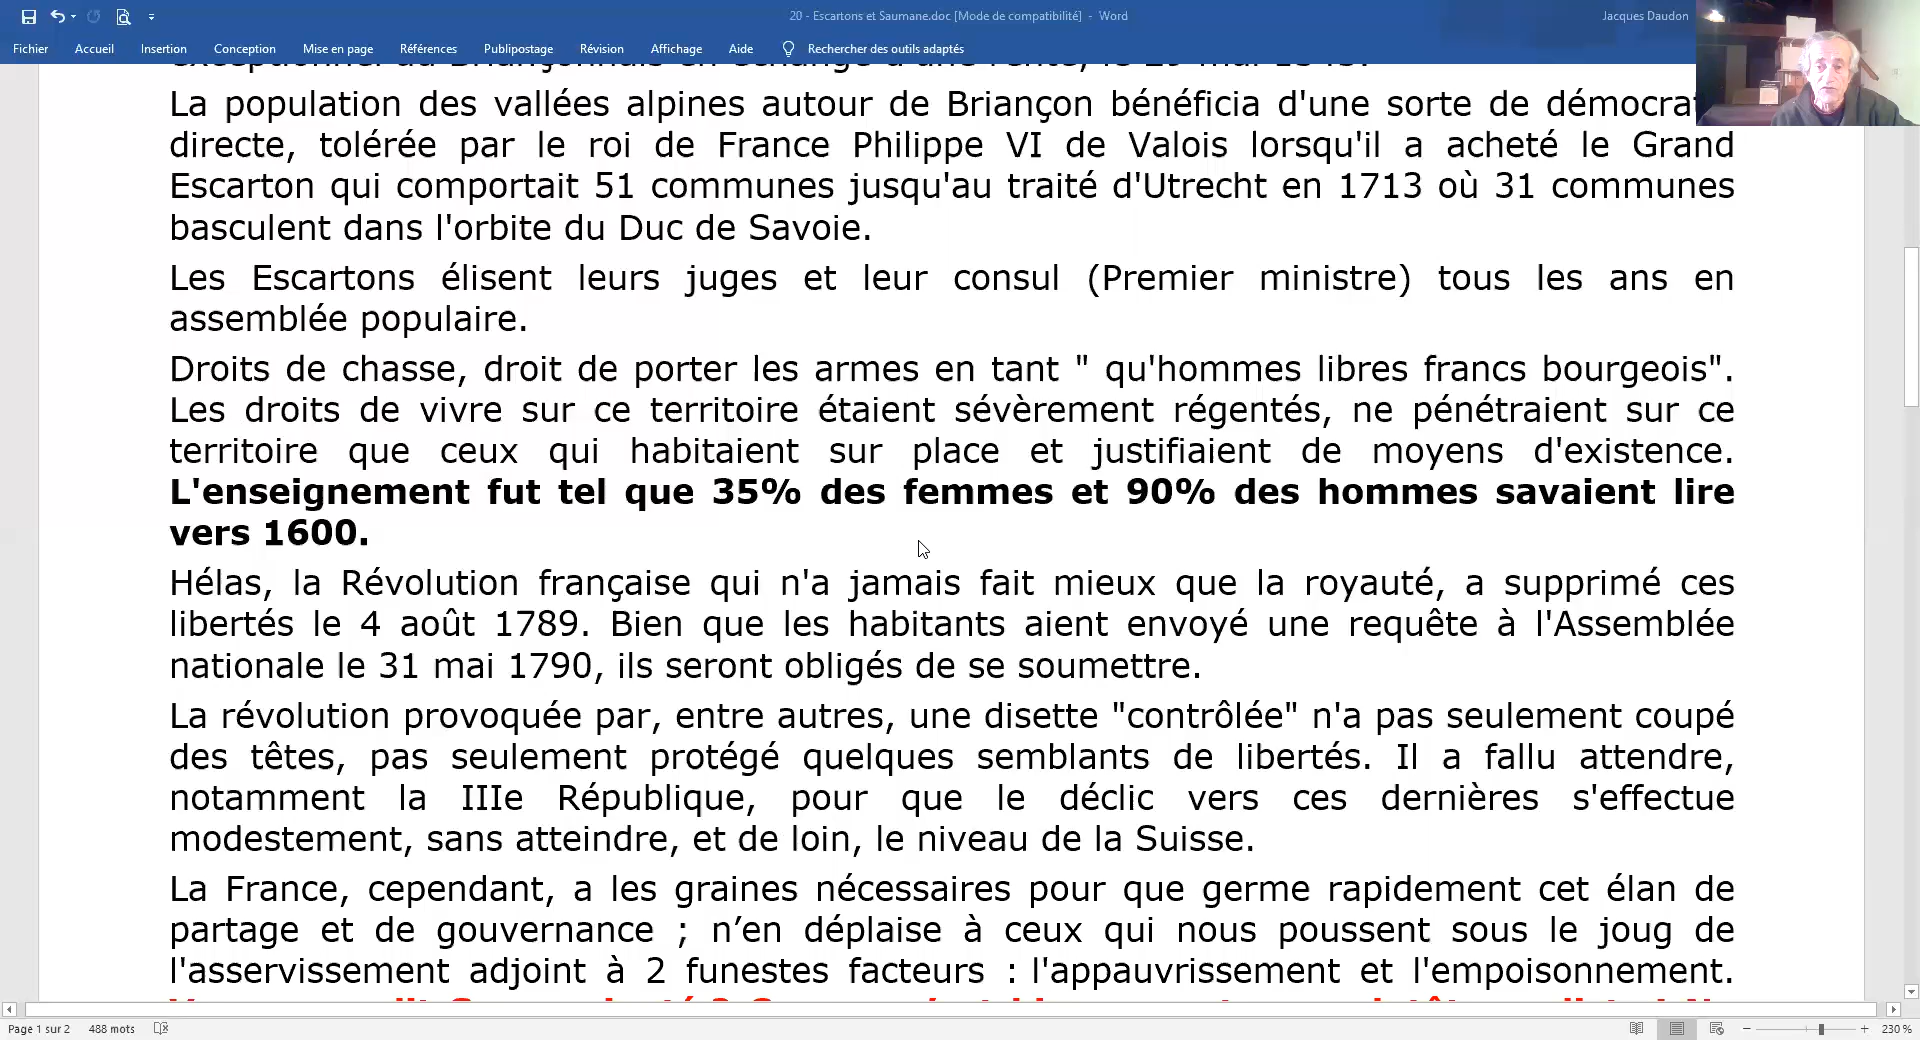 20 - Escartons et Saumane.doc [Mode de compatibilité] - Word
Jacques Daudon
Fichier Accueil Insertion Conception Mise en page Références Publipostage Révision Affichage Aide Rechercher des outils adaptés
La population des vallées alpines autour de Briançon bénéficia d'une sorte de
directe, tolérée par le roi de France Philippe VI de Valois lorsqu'il a acheté le Grand
Escarton qui comportait 51 communes jusqu'au traité d'Utrecht en 1713 où 31 communes
basculent dans l'orbite du Duc de Savoie.
Les Escartons élisent leurs juges et leur consul (Premier ministre) tous les ans en
assemblée populaire.
Droits de chasse, droit de porter les armes en tant " qu'hommes libres francs bourgeois".
Les droits de vivre sur ce territoire étaient sévèrement régentés, ne pénétraient sur ce
territoire que ceux qui habitaient sur place et justifiaient de moyens d'existence.
L'enseignement fut tel que 35% des femmes et 90% des hommes savaient lire
vers 1600.
Hélas, la Révolution française qui n'a jamais fait mieux que la royauté, a supprimé ces
libertés le 4 août 1789. Bien que les habitants aient envoyé une requête à l'Assemblée
nationale le 31 mai 1790, ils seront obligés de se soumettre.
La révolution provoquée par, entre autres, une disette "contrôlée" n'a pas seulement coupé
des têtes, pas seulement protégé quelques semblants de libertés. Il a fallu attendre,
notamment la IIIe République, pour que le déclic vers ces dernières s'effectue
modestement, sans atteindre, et de loin, le niveau de la Suisse.
La France, cependant, a les graines nécessaires pour que germe rapidement cet élan de
partage et de gouvernance ; n’en déplaise à ceux qui nous poussent sous le joug de
l'asservissement adjoint à 2 funestes facteurs : l'appauvrissement et l'empoisonnement.
Page 1 sur 2 488 mots
230 %